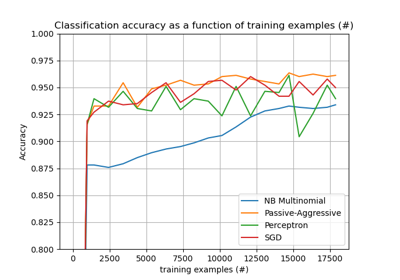 Classification accuracy as a function of training examples (#)
1.000
0.975
0.950
0.925
0.900
0.875
0.850
0.825
0.800
Accuracy
NB Multinomial
Passive-Aggressive
Perceptron
SGD
0 2500 5000 7500 10000 12500 15000 17500
training examples (#)